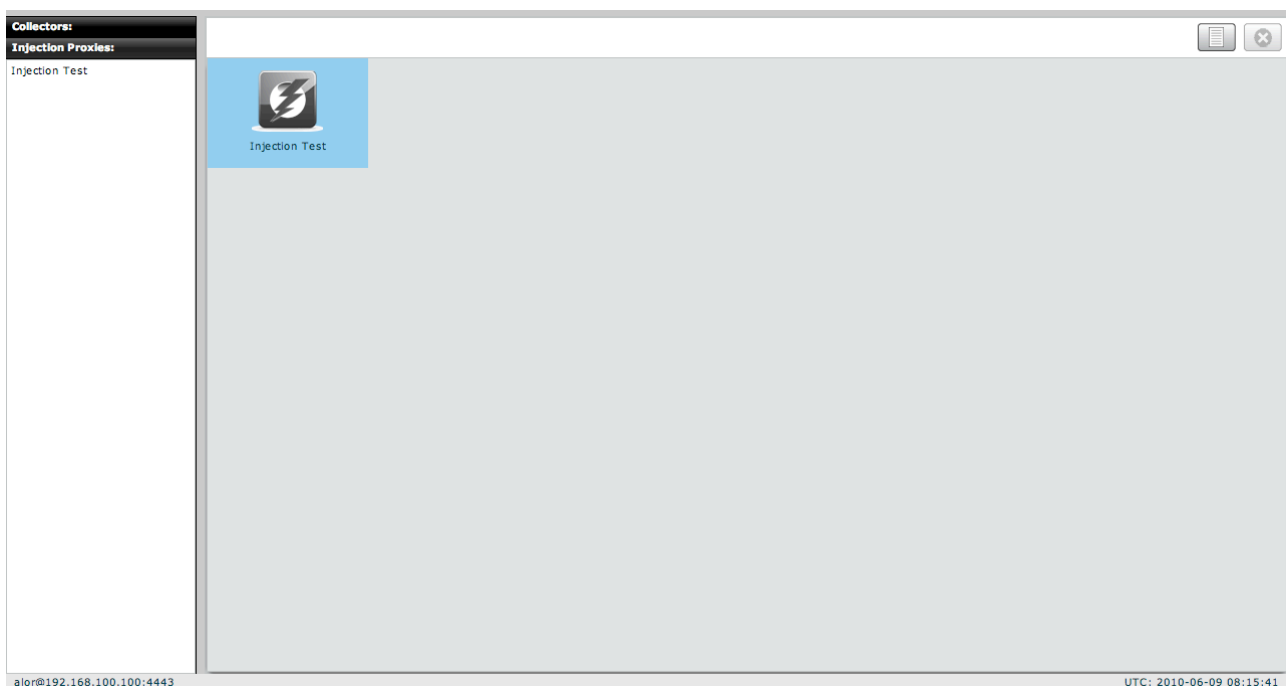 Collectors:
Injection Proxies:
Injection Test
Injection Test
alor@192.168.100.100:4443
UTC: 2010-06-09 08:15:41